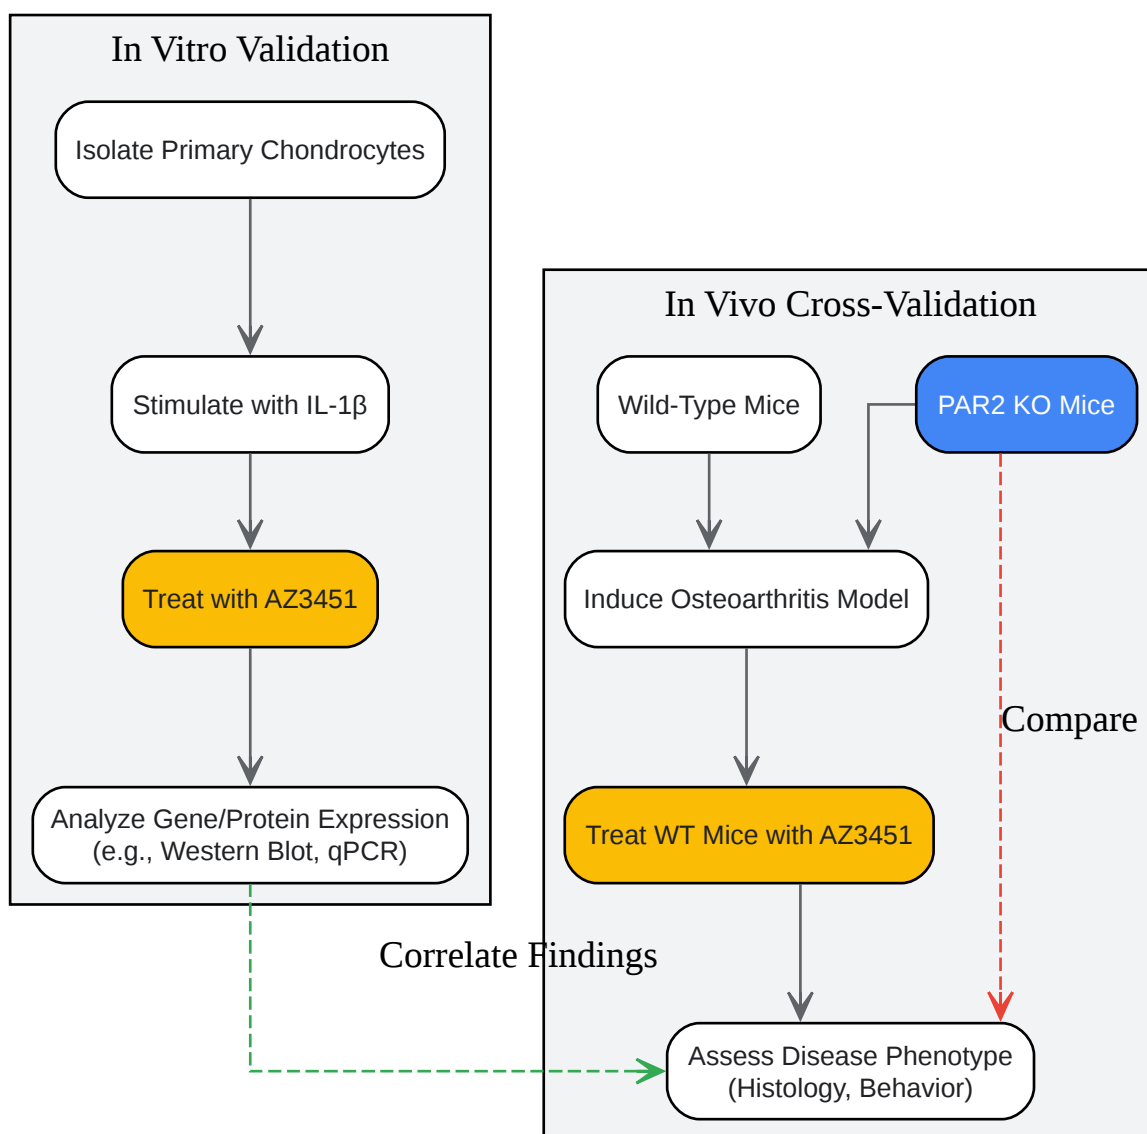 In Vitro Validation
Isolate Primary Chondrocytes
Stimulate with IL-1β
Treat with AZ3451
Analyze Gene/Protein Expression
(e.g., Western Blot, qPCR)
Correlate Findings
In Vivo Cross-Validation
Wild-Type Mice
PAR2 KO Mice
Induce Osteoarthritis Model
Compare
Treat WT Mice with AZ3451
Assess Disease Phenotype
(Histology, Behavior)